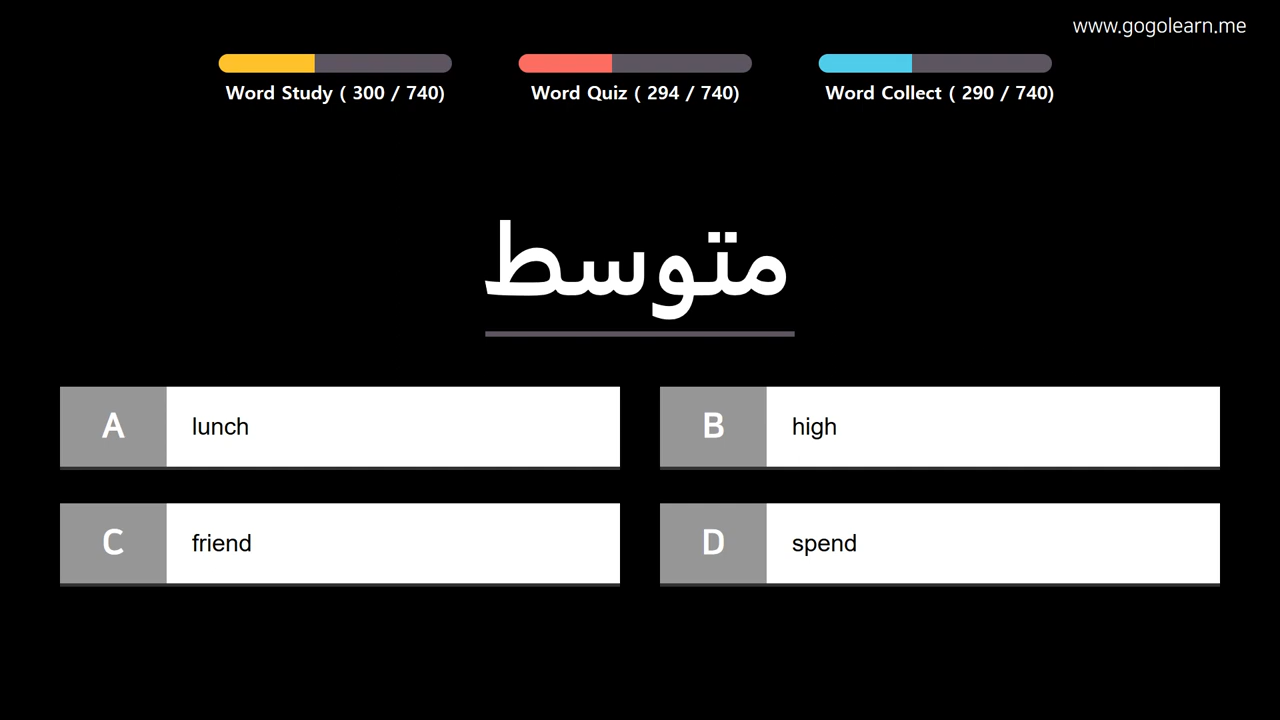 www.gogolearn.me
Word Study ( 300 / 740)
Word Quiz ( 294 / 740)
Word Collect ( 290 / 740)
متوسط
A lunch
B high
C friend
D spend